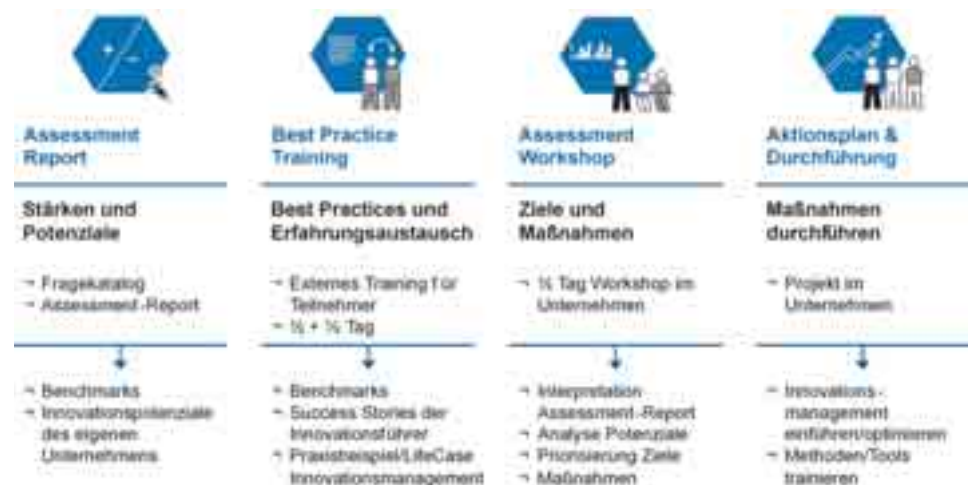 Assessment
Report
Stärken und
Potenziale
¬ Fragekatalog
¬ Assessment-Report
¬ Benchmarks
¬ Innovationspotenziale
des eigenen
Unternehmens
Best Practice
Training
Best Practices und
Erfahrungsaustausch
¬ Externes Training für
Teilnehmer
¬ ½ + ½ Tag
¬ Benchmarks
¬ Success Stories der
Innovationsführer
¬ Praxisbeispiel/LifeCase
Innovationsmanagement
Assessment
Workshop
Ziele und
Maßnahmen
¬ ½ Tag Workshop im
Unternehmen
¬ Interpretation
Assessment-Report
¬ Analyse Potenziale
¬ Priorisierung Ziele
¬ Maßnahmen
Aktionsplan &
Durchführung
Maßnahmen
durchführen
¬ Projekt im
Unternehmen
¬ Innovations-
management
einführen/optimieren
¬ Methoden/Tools
trainieren